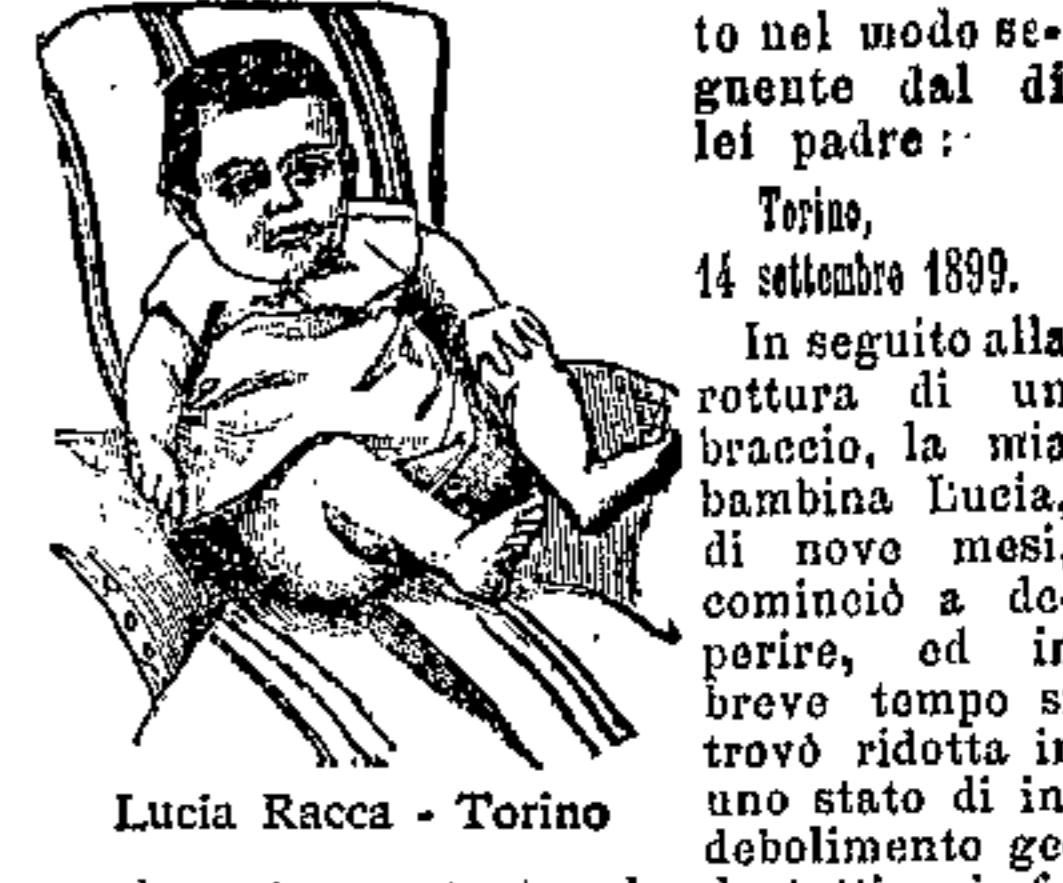 to nel modo se-
guente dal di
lei padre:
Torino,
14 settembre 1899.
In seguito alla
rottura di un
braccio, la mia
bambina Lucia,
di nove mesi,
cominciò a de-
perire, ed in
breve tempo si
trovò ridotta in
uno stato di in
debolimento ge
Lucia Racca - Torino